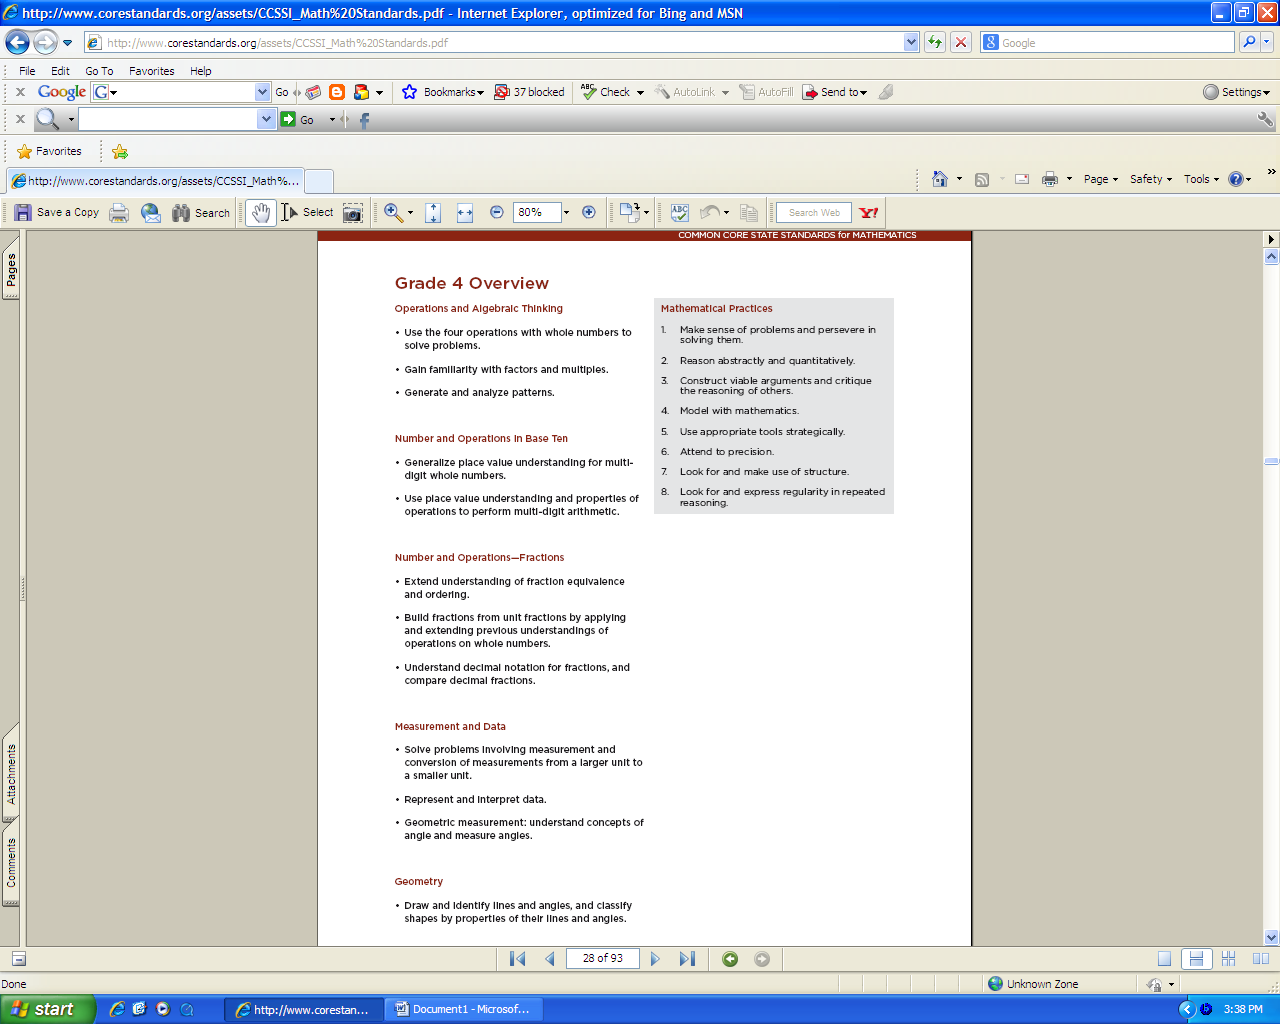 http://www.corestandards.org/assets/CCSSI_Math%20Standards.pdf - Internet Explorer, optimized for Bing and MSN
http://www.corestandards.org/assets/CCSSI_Math%20Standards.pdf
Google
File Edit Go To Favorites Help
Google G Go Bookmarks 37 blocked ABC Check AutoLink AutoFill Send to Settings
Go
Favorites
http://www.corestandards.org/assets/CCSSI_Math%...
Page Safety Tools
Save a Copy Search Select 80% Search Web Y!
COMMON CORE STATE STANDARDS for MATHEMATICS
Pages
Attachments
Comments
Grade 4 Overview
Operations and Algebraic Thinking
• Use the four operations with whole numbers to
solve problems.
• Gain familiarity with factors and multiples.
• Generate and analyze patterns.
Number and Operations in Base Ten
• Generalize place value understanding for multi-
digit whole numbers.
• Use place value understanding and properties of
operations to perform multi-digit arithmetic.
Number and Operations—Fractions
• Extend understanding of fraction equivalence
and ordering.
• Build fractions from unit fractions by applying
and extending previous understandings of
operations on whole numbers.
• Understand decimal notation for fractions, and
compare decimal fractions.
Measurement and Data
• Solve problems involving measurement and
conversion of measurements from a larger unit to
a smaller unit.
• Represent and interpret data.
• Geometric measurement: understand concepts of
angle and measure angles.
Geometry
• Draw and identify lines and angles, and classify
shapes by properties of their lines and angles.
Mathematical Practices
1. Make sense of problems and persevere in
solving them.
2. Reason abstractly and quantitatively.
3. Construct viable arguments and critique
the reasoning of others.
4. Model with mathematics.
5. Use appropriate tools strategically.
6. Attend to precision.
7. Look for and make use of structure.
8. Look for and express regularity in repeated
reasoning.
28 of 93
Done
Unknown Zone
start
http://www.corestan...
Document1 - Microsof...
3:38 PM